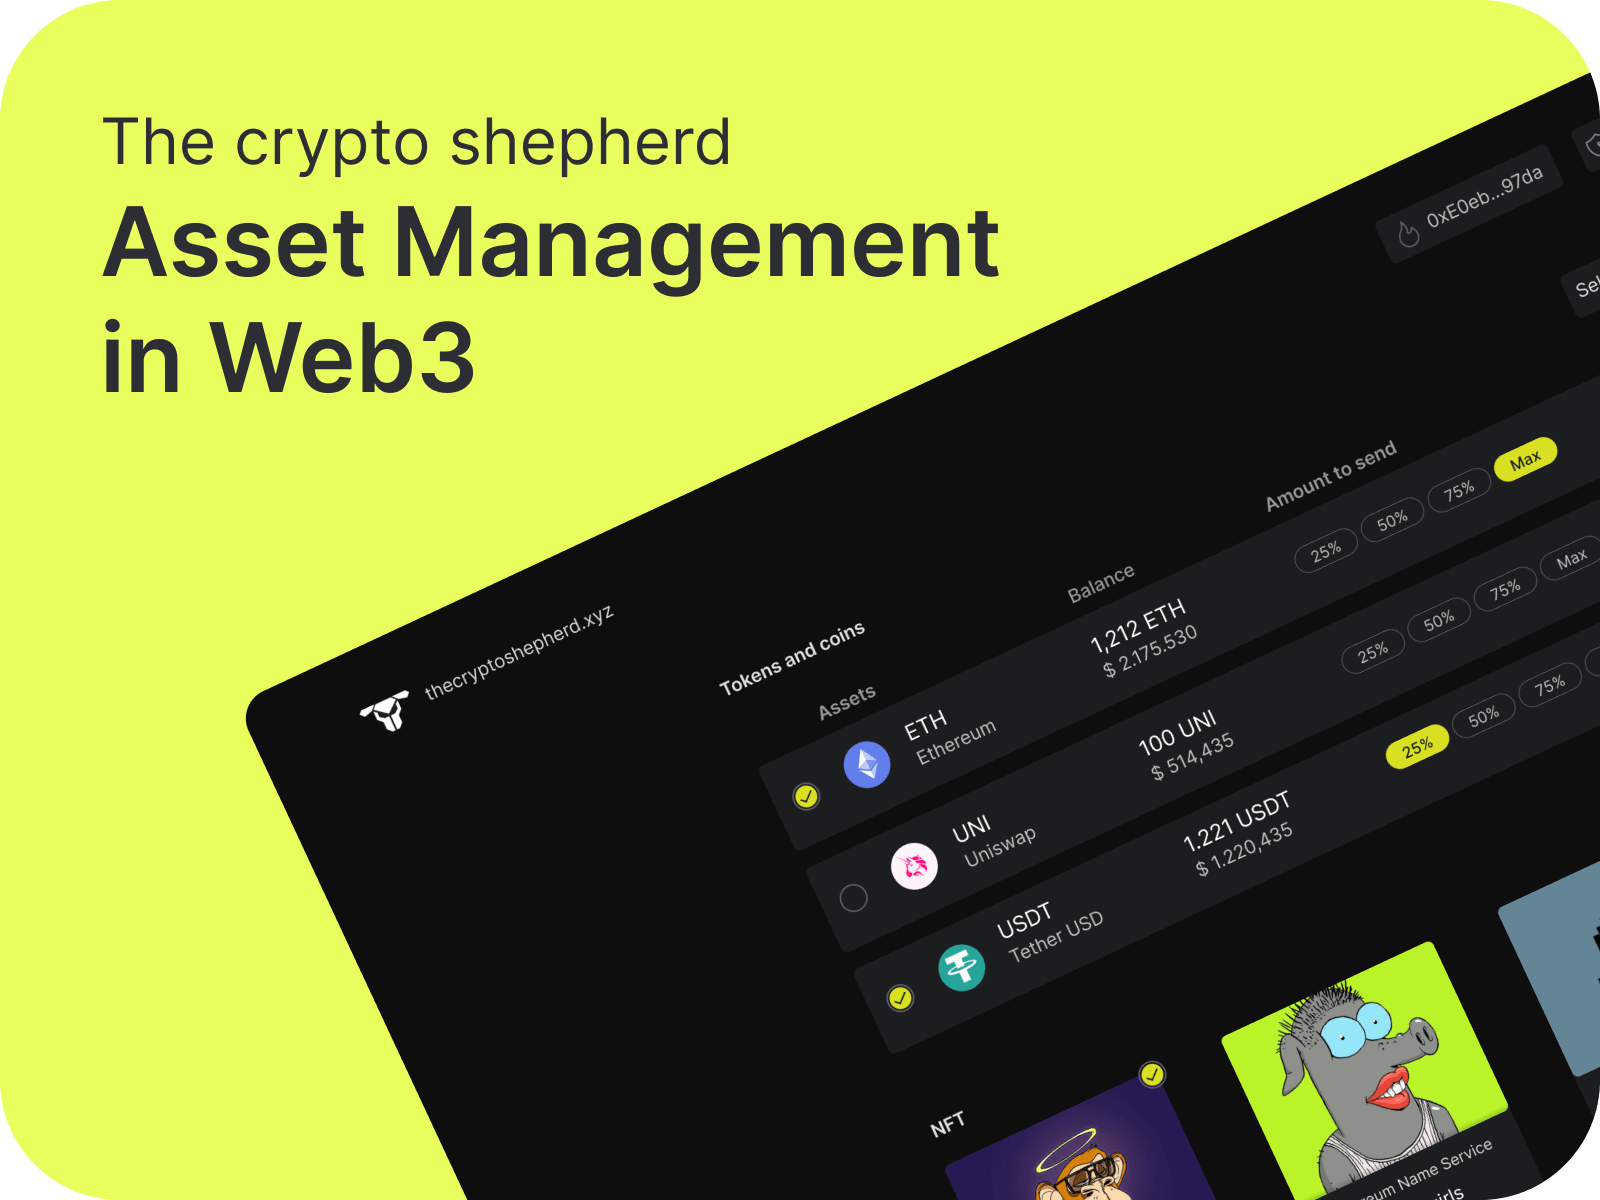 The crypto shepherd
Asset Management
in Web3
thecryptoshepherd.xyz
0xE0eb...97da
Tokens and coins
Assets
Balance
Amount to send
ETH
Ethereum
1,212 ETH
$ 2.175.530
25%
50%
75%
Max
UNI
Uniswap
100 UNI
$ 514,435
25%
50%
75%
Max
USDT
Tether USD
1.221 USDT
$ 1.220,435
25%
50%
75%
NFT
Name Service